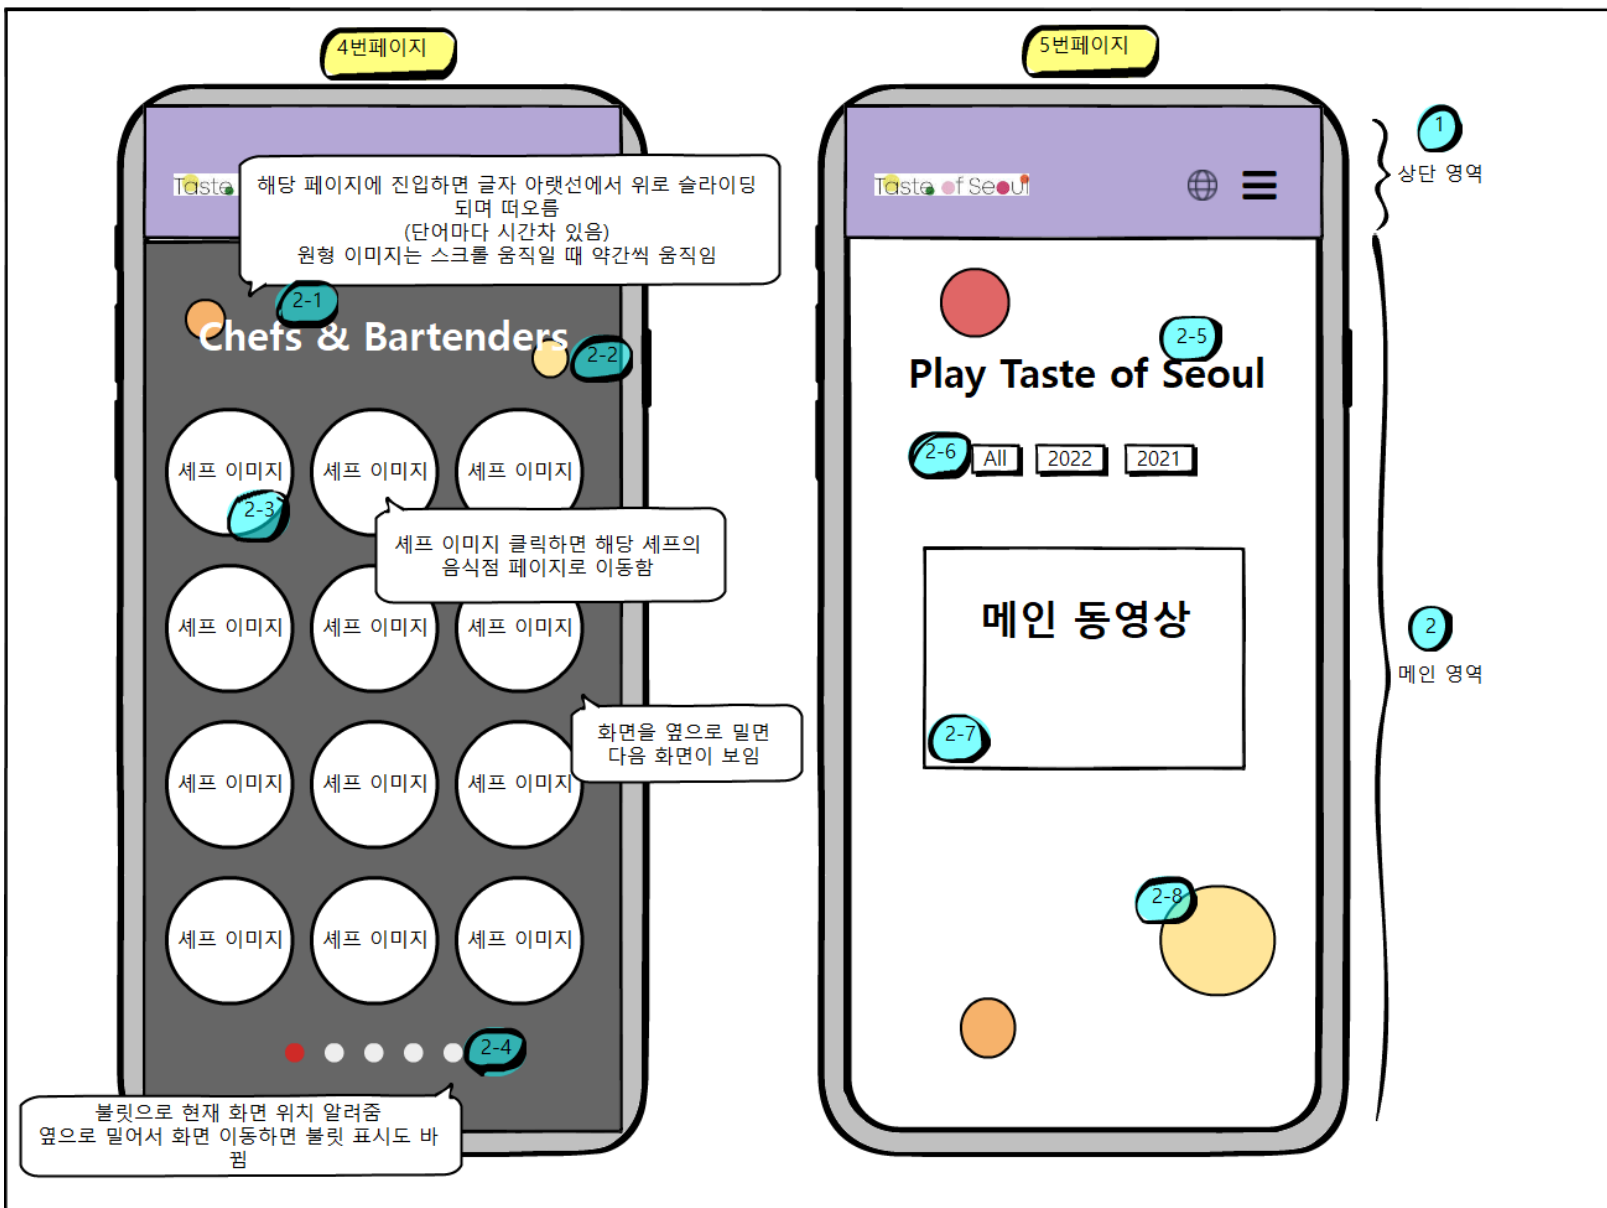 4번페이지
Taste
해당 페이지에 진입하면 글자 아랫선에서 위로 슬라이딩
되며 떠오름
(단어마다 시간차 있음)
원형 이미지는 스크롤 움직일 때 약간씩 움직임
2-1
Chefs & Bartenders
2-2
셰프 이미지
셰프 이미지
셰프 이미지
2-3
셰프 이미지 클릭하면 해당 셰프의
음식점 페이지로 이동함
셰프 이미지
셰프 이미지
셰프 이미지
화면을 옆으로 밀면
다음 화면이 보임
셰프 이미지
셰프 이미지
셰프 이미지
셰프 이미지
셰프 이미지
셰프 이미지
2-4
불릿으로 현재 화면 위치 알려줌
옆으로 밀어서 화면 이동하면 불릿 표시도 바
뀜
5번페이지
Taste of Seoul
2-5
Play Taste of Seoul
2-6
All
2022
2021
메인 동영상
2-7
2-8
1
상단 영역
2
메인 영역